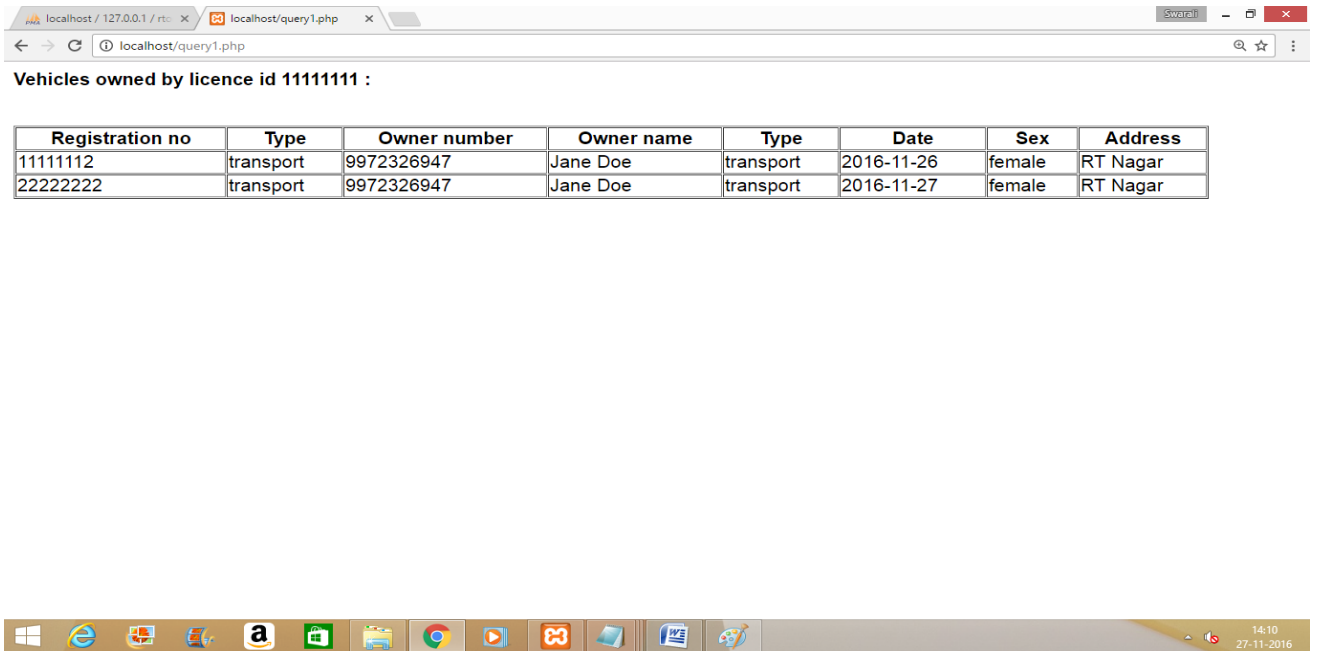 localhost / 127.0.0.1 / rto
localhost/query1.php
Swarali
localhost/query1.php
Vehicles owned by licence id 11111111 :
Registration no Type Owner number Owner name Type Date Sex Address
11111112 transport 9972326947 Jane Doe transport 2016-11-26 female RT Nagar
22222222 transport 9972326947 Jane Doe transport 2016-11-27 female RT Nagar
14:10
27-11-2016